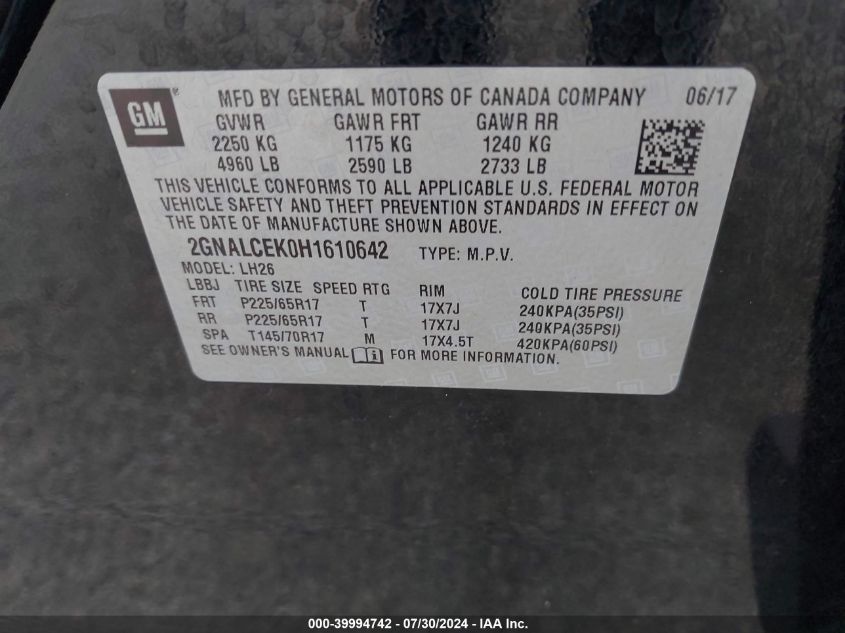 GM ® MFD BY GENERAL MOTORS OF CANADA COMPANY 06/17
GVWR GAWR FRT GAWR RR
2250 KG 1175 KG 1240 KG
4960 LB 2590 LB 2733 LB
THIS VEHICLE CONFORMS TO ALL APPLICABLE U.S. FEDERAL MOTOR
VEHICLE SAFETY AND THEFT PREVENTION STANDARDS IN EFFECT ON
THE DATE OF MANUFACTURE SHOWN ABOVE.
2GNALCEK0H1610642 TYPE: M.P.V.
MODEL: LH26
LBBJ TIRE SIZE SPEED RTG RIM COLD TIRE PRESSURE
FRT P225/65R17 T 17X7J 240KPA(35PSI)
RR P225/65R17 T 17X7J 240KPA(35PSI)
SPA T145/70R17 M 17X4.5T 420KPA(60PSI)
SEE OWNER'S MANUAL FOR MORE INFORMATION.
000-39994742 - 07/30/2024 - IAA Inc.